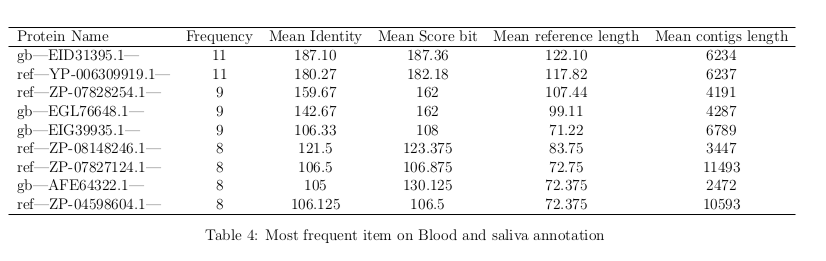 Protein Name Frequency Mean Identity Mean Score bit Mean reference length Mean contigs length
gb—EID31395.1— 11 187.10 187.36 122.10 6234
ref—YP-006309919.1— 11 180.27 182.18 117.82 6237
ref—ZP-07828254.1— 9 159.67 162 107.44 4191
gb—EGL76648.1— 9 142.67 162 99.11 4287
gb—EIG39935.1— 9 106.33 108 71.22 6789
ref—ZP-08148246.1— 8 121.5 123.375 83.75 3447
ref—ZP-07827124.1— 8 106.5 106.875 72.75 11493
gb—AFE64322.1— 8 105 130.125 72.375 2472
ref—ZP-04598604.1— 8 106.125 106.5 72.375 10593
Table 4: Most frequent item on Blood and saliva annotation